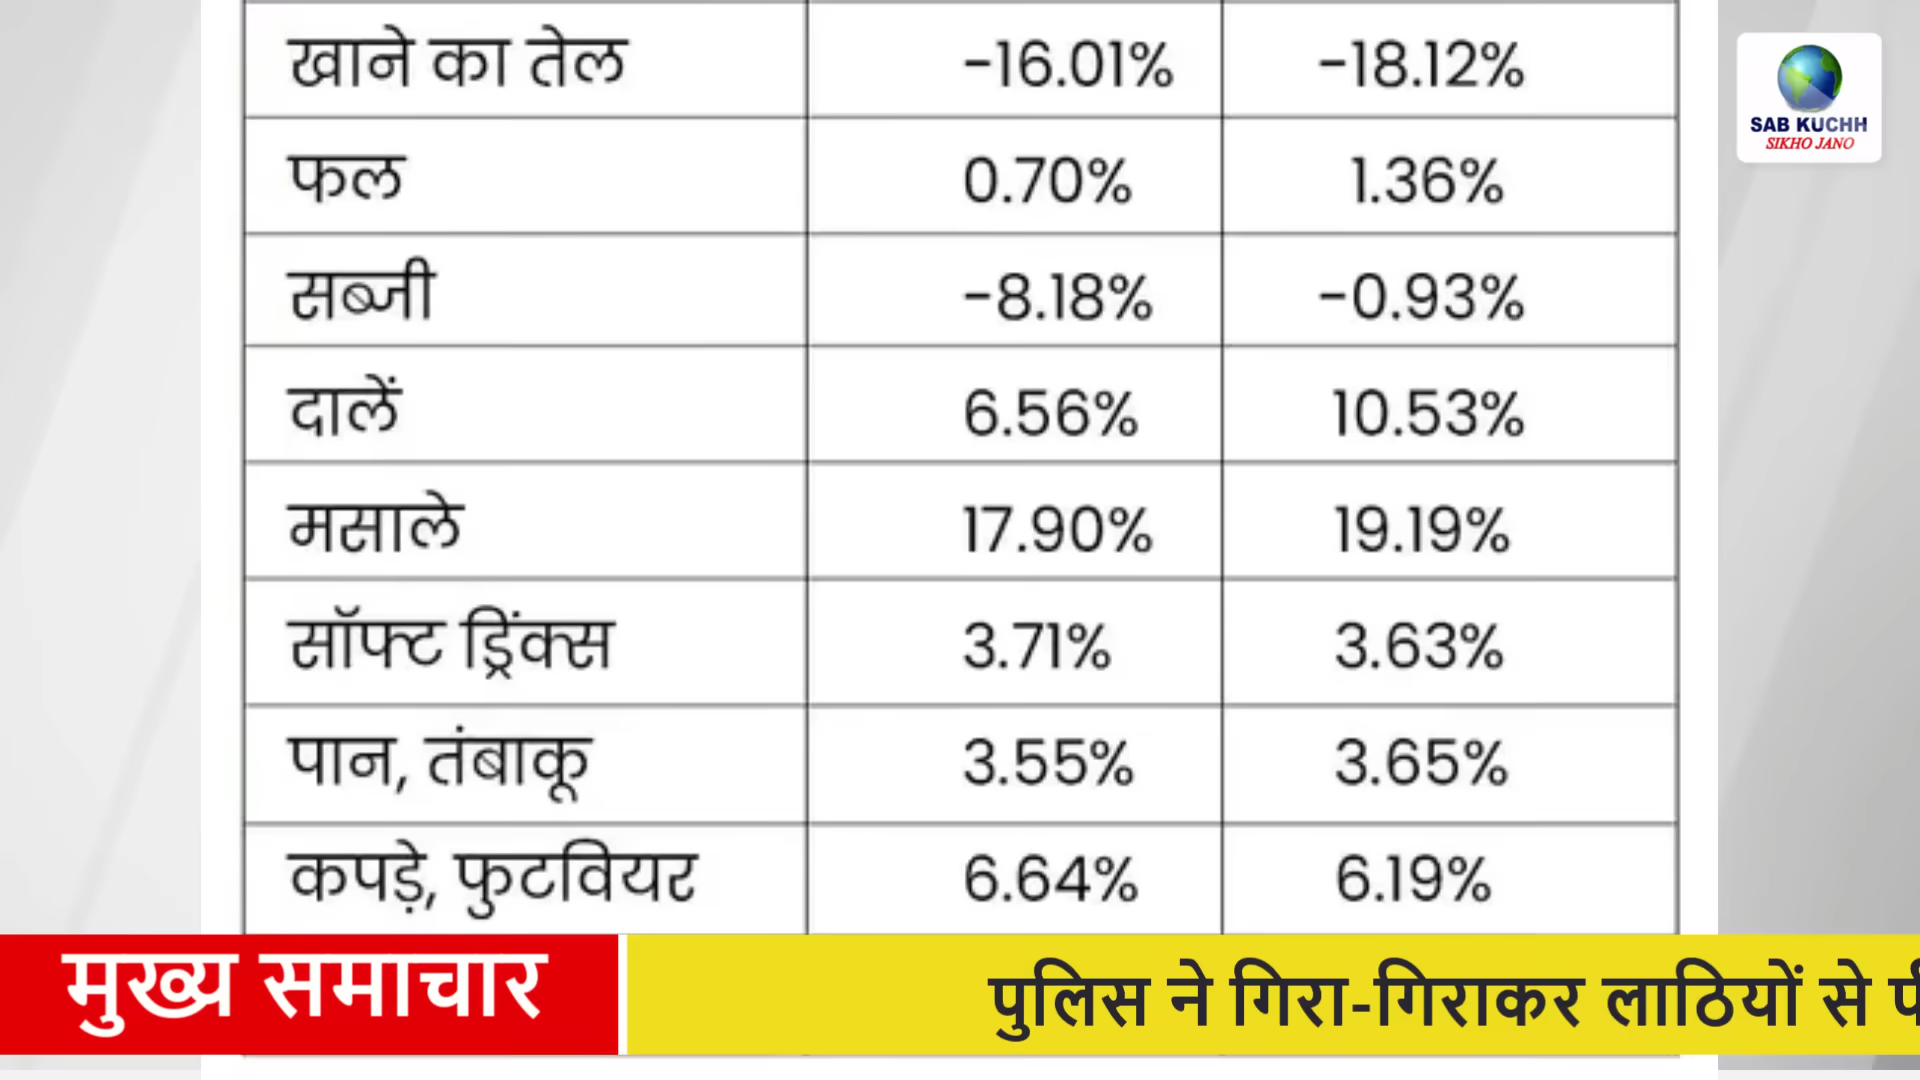 खाने का तेल -16.01% -18.12%
SAB KUCHH
SIKHO JANO
फल 0.70% 1.36%
सब्जी -8.18% -0.93%
दालें 6.56% 10.53%
मसाले 17.90% 19.19%
सॉफ्ट ड्रिंक्स 3.71% 3.63%
पान, तंबाकू 3.55% 3.65%
कपड़े, फुटवियर 6.64% 6.19%
मुख्य समाचार
पुलिस ने गिरा-गिराकर लाठियों से